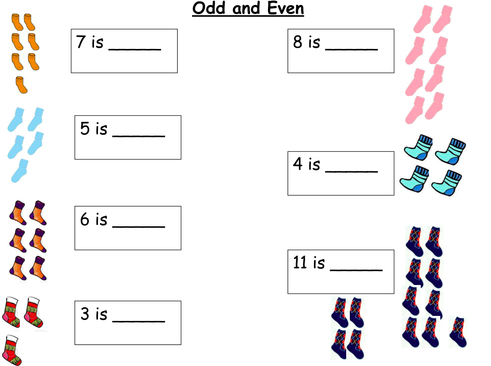 Odd and Even
7 is ______
8 is ______
5 is ______
4 is ______
6 is ______
11 is ______
3 is ______